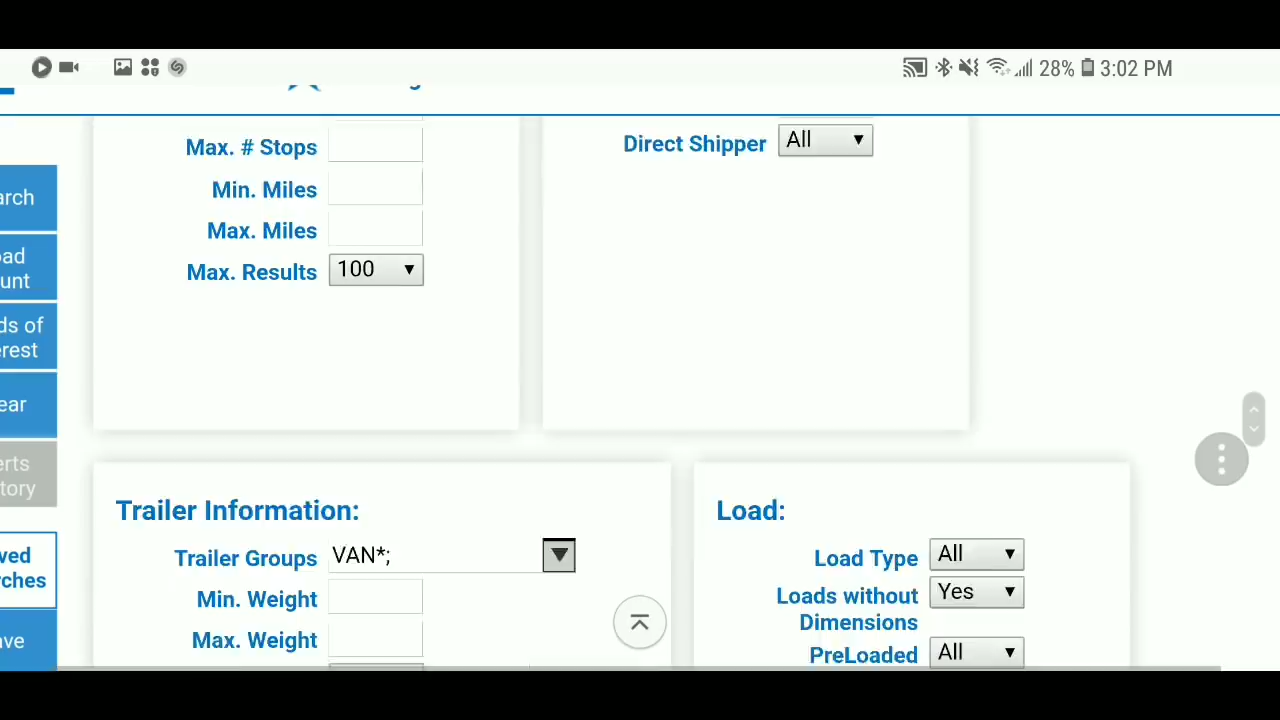 28% 3:02 PM
Max. # Stops
Direct Shipper All
Min. Miles
Max. Miles
Max. Results 100
arch
ad
unt
ds of
erest
ear
erts
tory
ved
rches
ave
Trailer Information:
Trailer Groups VAN*;
Min. Weight
Max. Weight
Load:
Load Type All
Loads without
Dimensions Yes
PreLoaded All